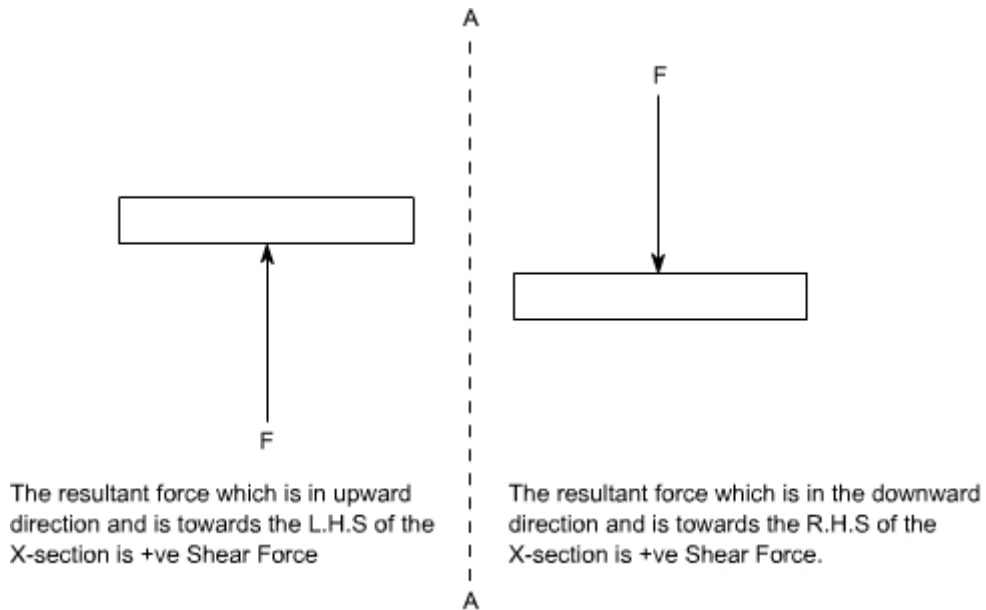 A
F
F
The resultant force which is in upward
direction and is towards the L.H.S of the
X-section is +ve Shear Force
The resultant force which is in the downward
direction and is towards the R.H.S of the
X-section is +ve Shear Force.
A